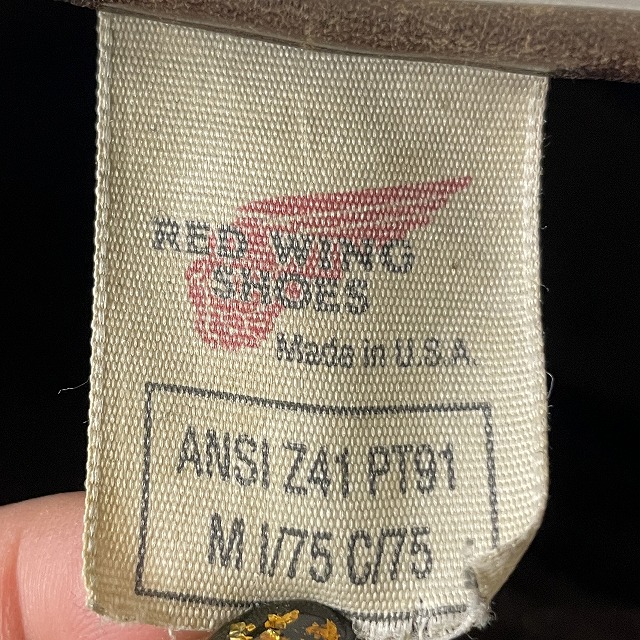 RED WING
SHOES
Made in U.S.A.
ANSI Z41 PT91
M I/75 C/75